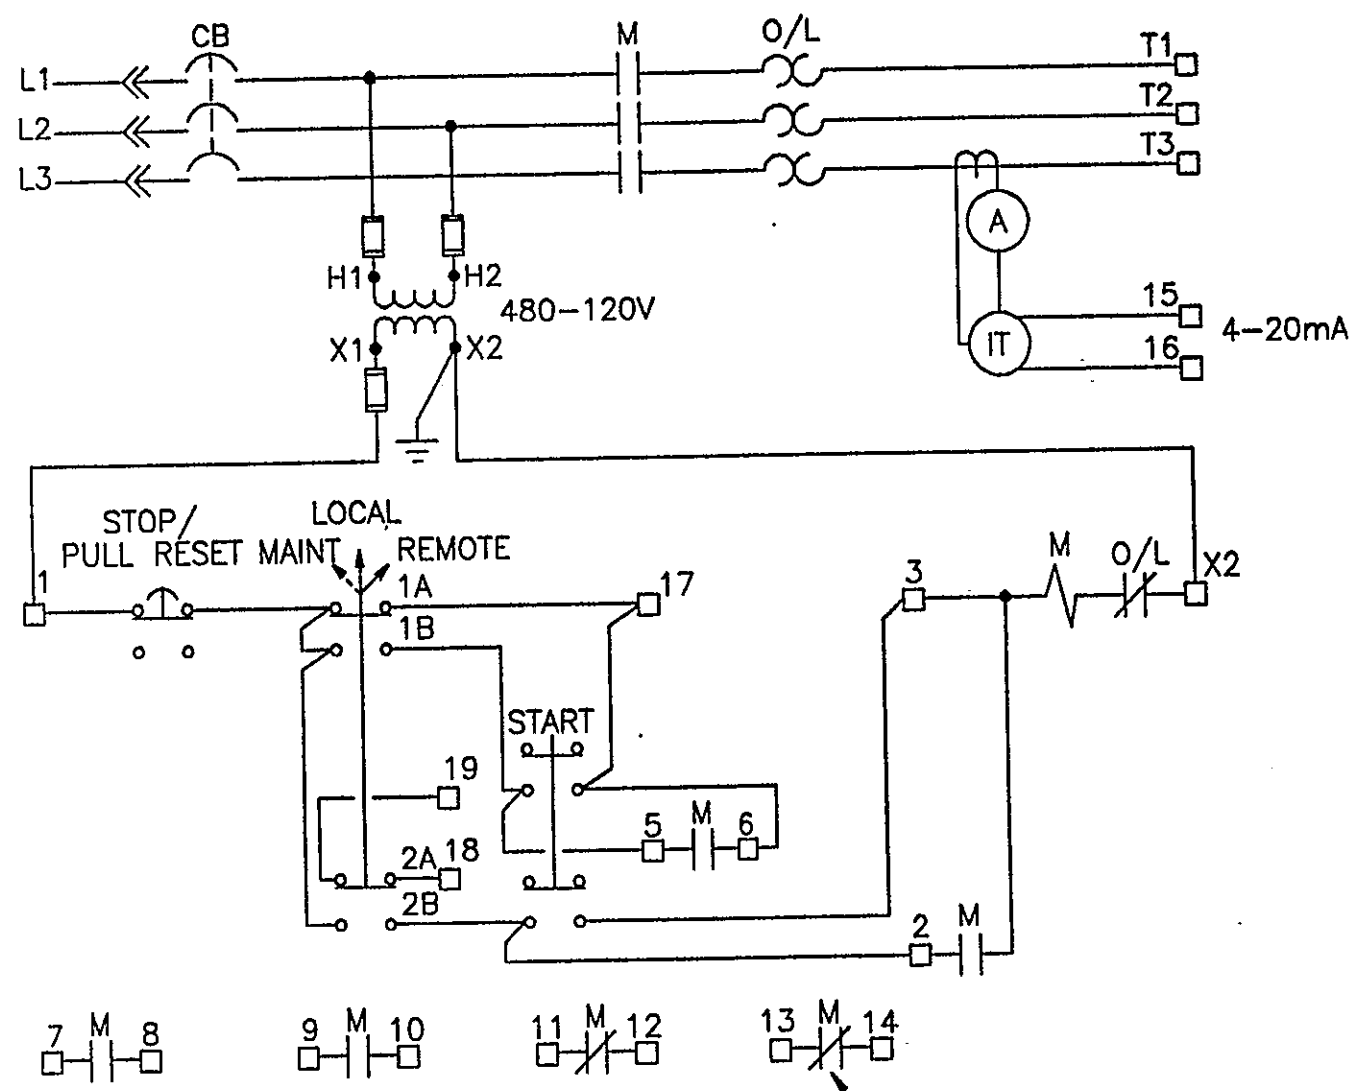 CB
M
O/L
L1
T1
L2
T2
L3
T3
A
H1
H2
480-120V
15
4-20mA
X1
X2
IT
16
STOP/
PULL RESET
LOCAL
MAINT
REMOTE
1
1A
17
3
M
O/L
X2
1B
START
19
5
M
6
2A
18
2B
2
M
7
M
8
9
M
10
11
M
12
13
M
14